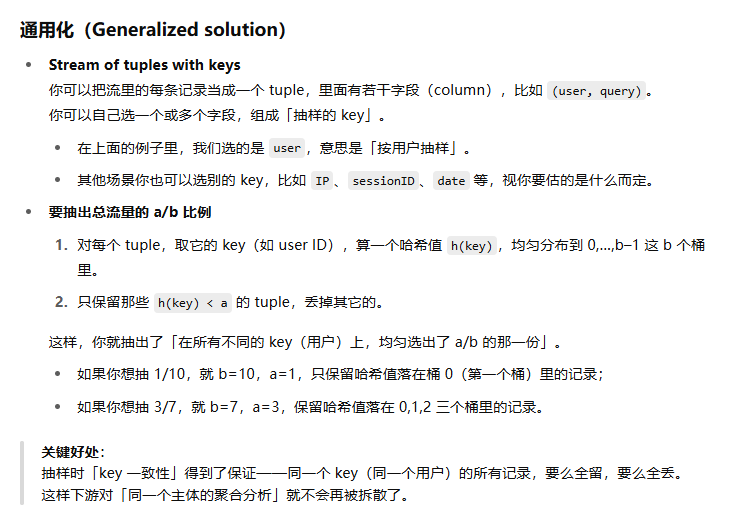 通用化（Generalized solution）
Stream of tuples with keys
你可以把流里的每条记录当成一个 tuple，里面有若干字段（column），比如 (user, query)。
你可以自己选一个或多个字段，组成「抽样的 key」。
在上面的例子里，我们选的是 user，意思是「按用户抽样」。
其他场景你也可以选别的 key，比如 IP、sessionID、date 等，视你要估的是什么而定。
要抽出总流量的 a/b 比例
1. 对每个 tuple，取它的 key（如 user ID），算一个哈希值 h(key)，均匀分布到 0,…,b–1 这 b 个桶
里。
2. 只保留那些 h(key) < a 的 tuple，丢掉其它的。
这样，你就抽出了「在所有不同的 key（用户）上，均匀选出了 a/b 的那一份」。
如果你想抽 1/10，就 b=10，a=1，只保留哈希值落在桶 0（第一个桶）里的记录；
如果你想抽 3/7，就 b=7，a=3，保留哈希值落在 0,1,2 三个桶里的记录。
关键好处：
抽样时「key 一致性」得到了保证——同一个 key（同一个用户）的所有记录，要么全留，要么全丢。
这样下游对「同一个主体的聚合分析」就不会再被拆散了。